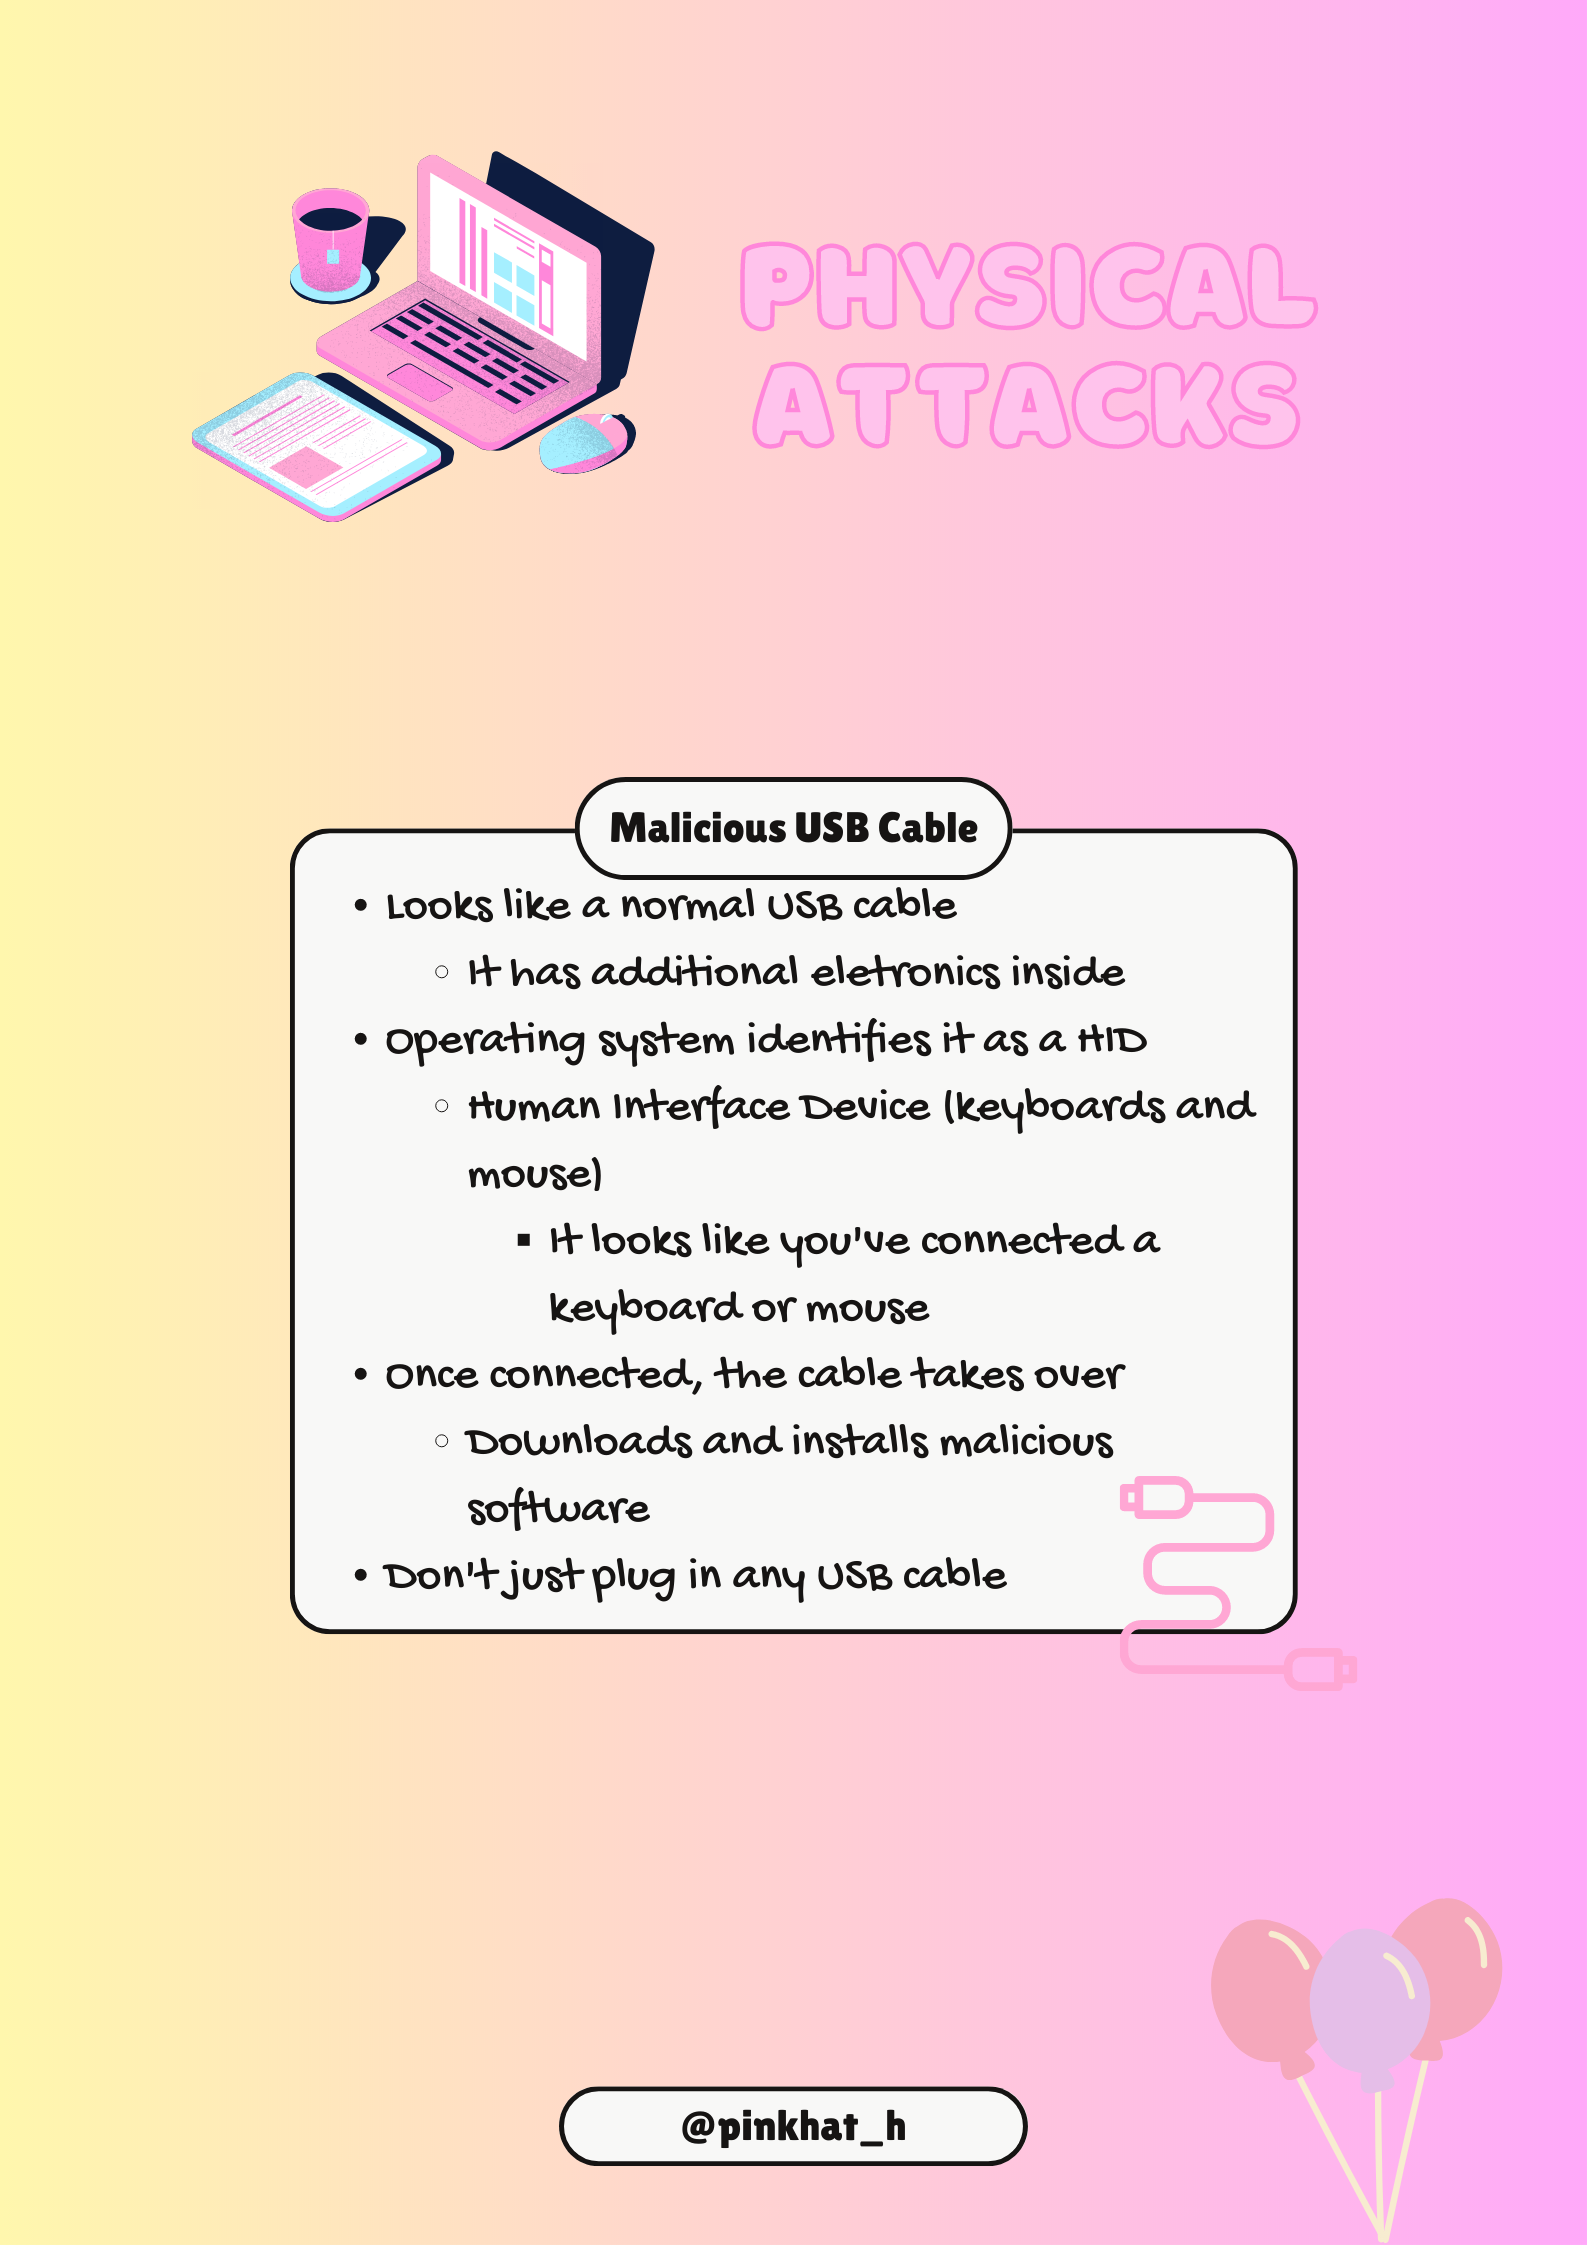 PHYSICAL
ATTACKS
Malicious USB Cable
• Looks like a normal USB cable
○ It has additional eletronics inside
• Operating system identifies it as a HID
○ Human Interface Device (keyboards and
mouse)
▪ It looks like you've connected a
keyboard or mouse
• Once connected, the cable takes over
○ Downloads and installs malicious
software
• Don't just plug in any USB cable
@pinkhat_h